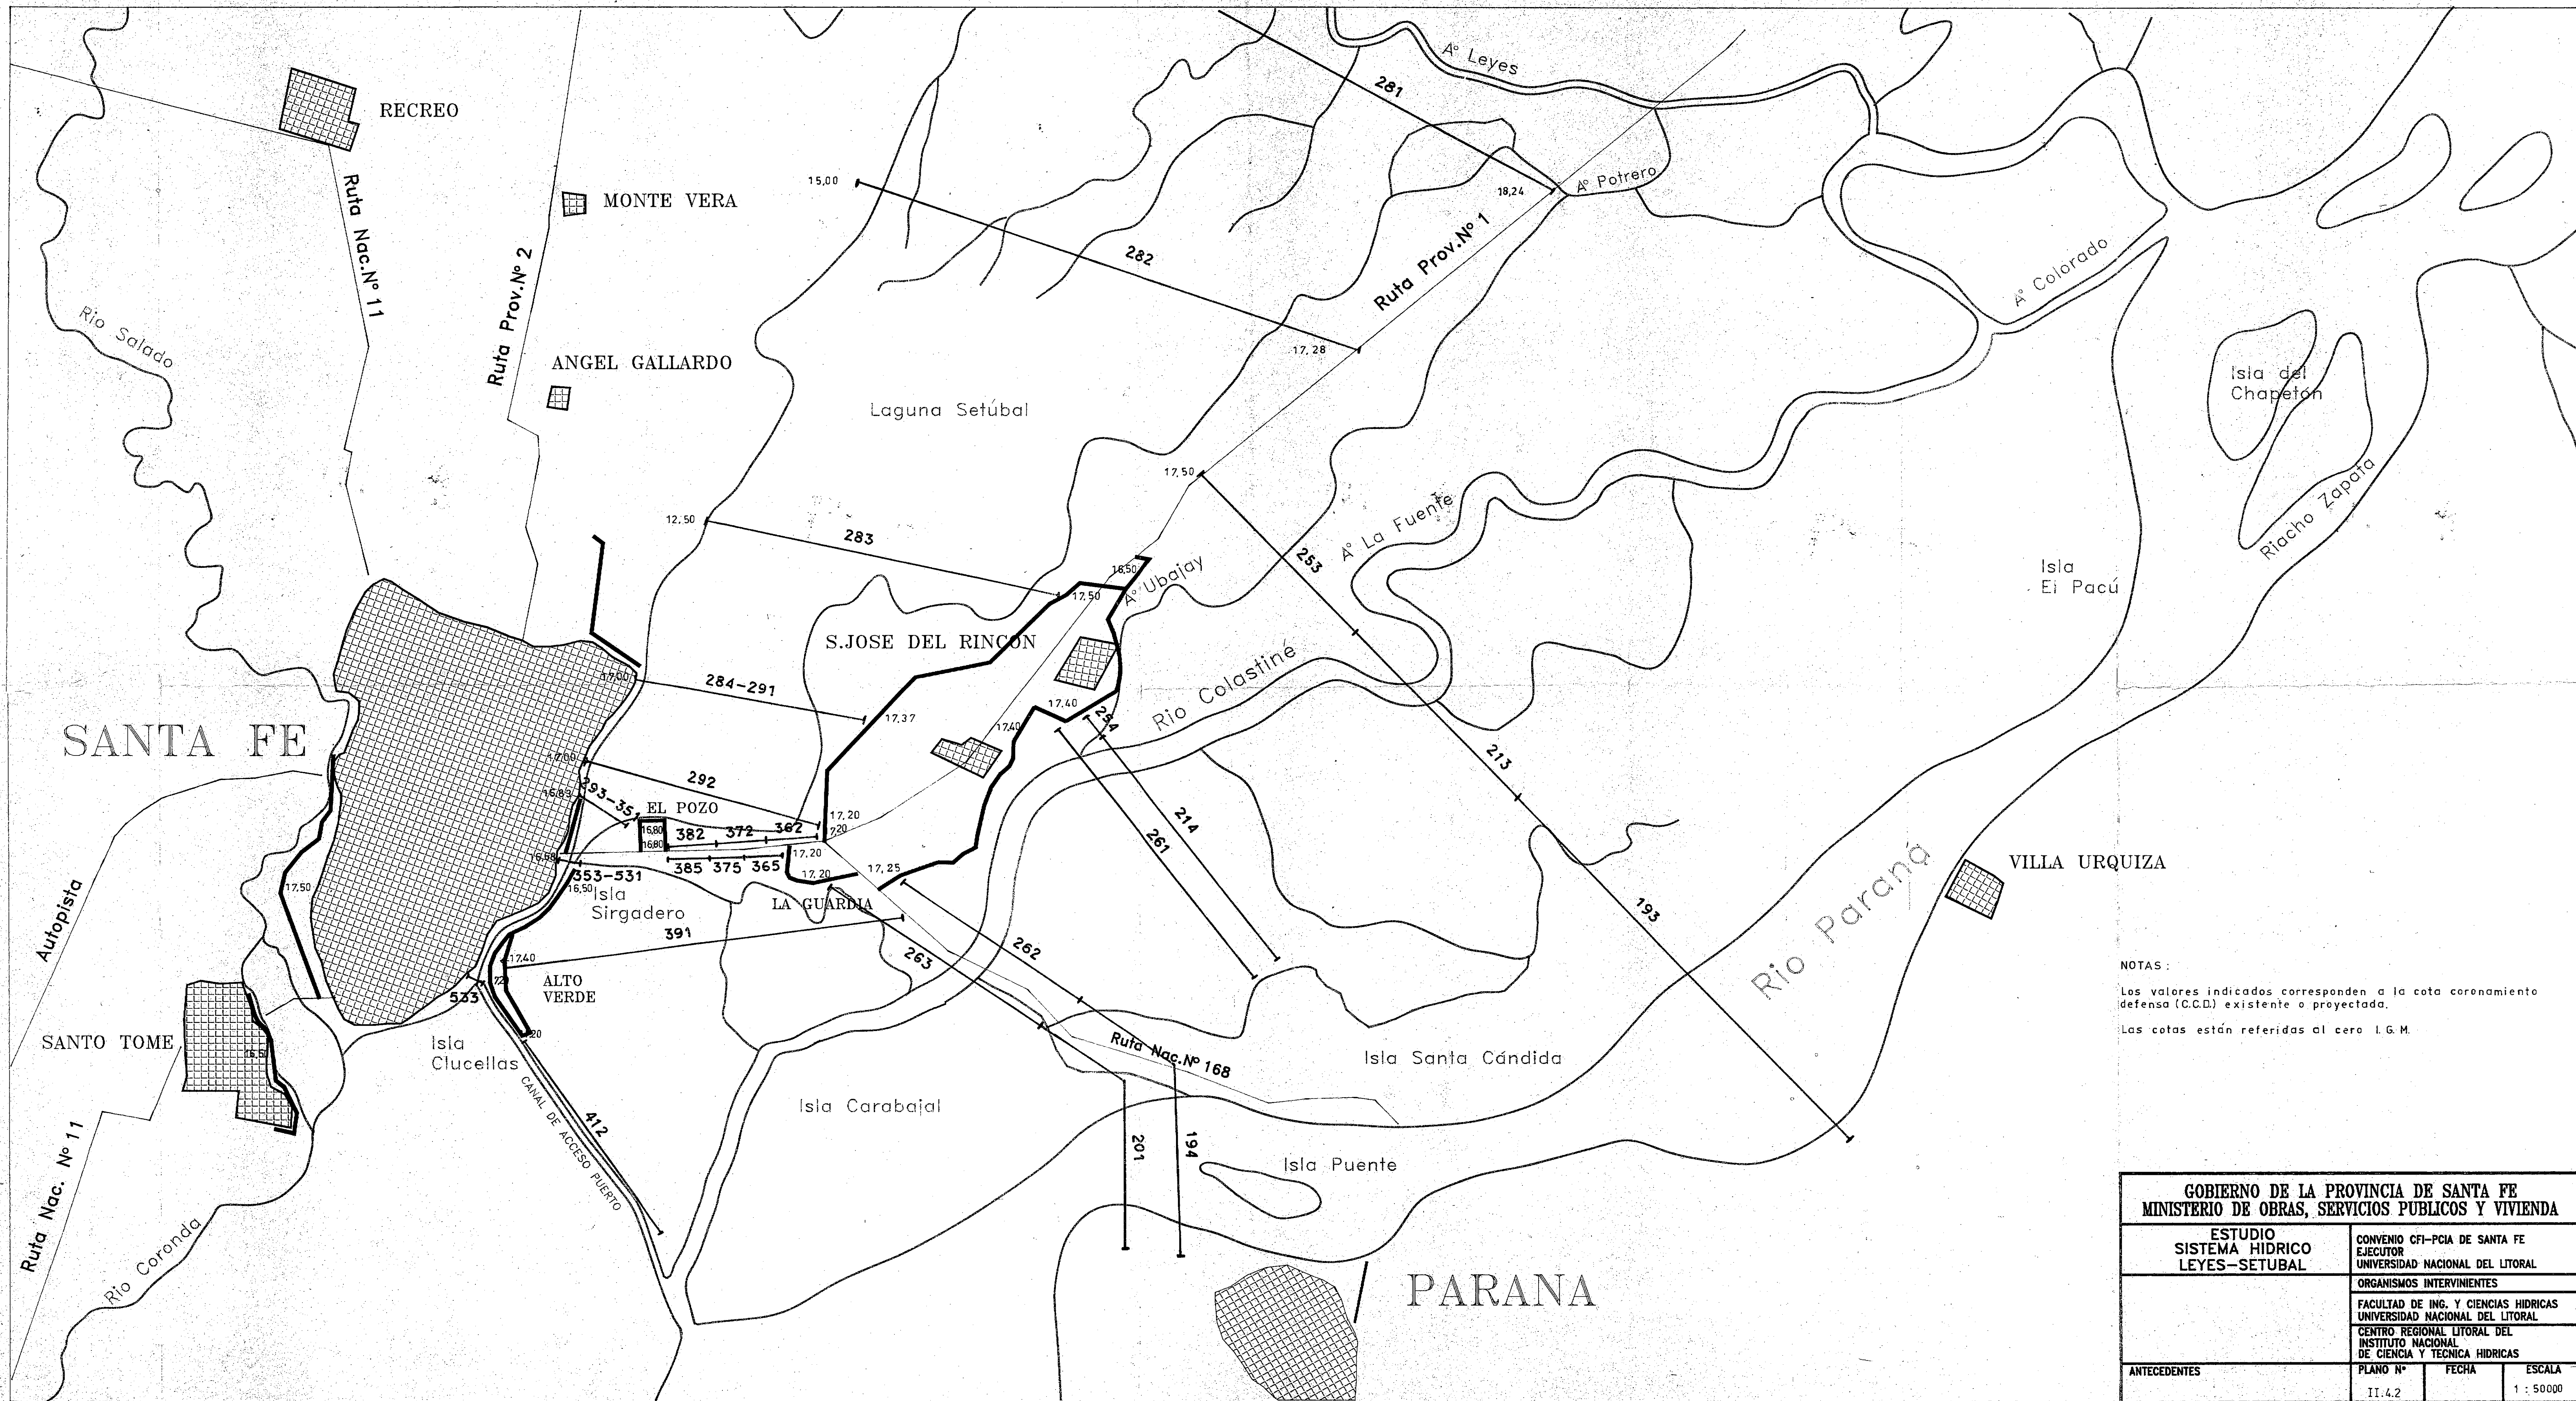 RECREO
MONTE VERA
ANGEL GALLARDO
Ruta Nac.Nº 11
Ruta Prov.Nº 2
Rio Salado
Laguna Setúbal
Aº Leyes
281
18,24
Aº Potrero
15,00
282
17,28
Ruta Prov.Nº 1
Aº Colorado
Isla del
Chapetón
Riacho Zapata
Isla
El Pacú
17,50
253
Aº La Fuente
12.50
283
17,50
16,50
Aº Ubajay
S.JOSE DEL RINCON
17,00
284-291
17,37
17.40
17,40
254
Rio Colastiné
213
SANTA FE
17,00
292
293-351
16,83
EL POZO
16,80
16,80
382
372
362
17,20
385
375
365
17,20
17,20
17,25
16,68
353-531
16,50
Isla
Sirgadero
LA GUARDIA
391
214
261
262
263
193
VILLA URQUIZA
Rio Paraná
17,50
Autopista
17,40
ALTO
VERDE
533
SANTO TOME
Isla
Clucellas
CANAL DE ACCESO PUERTO
412
Ruta Nac. Nº 11
Rio Coronda
Isla Carabajal
Ruta Nac.Nº 168
Isla Santa Cándida
201
194
Isla Puente
PARANA
NOTAS :
Los valores indicados corresponden a la cota coronamiento
defensa (C.C.D.) existente o proyectada.
Las cotas están referidas al cero I. G. M.
GOBIERNO DE LA PROVINCIA DE SANTA FE
MINISTERIO DE OBRAS, SERVICIOS PUBLICOS Y VIVIENDA
ESTUDIO
SISTEMA HIDRICO
LEYES-SETUBAL
CONVENIO CFI-PCIA DE SANTA FE
EJECUTOR
UNIVERSIDAD NACIONAL DEL LITORAL
ORGANISMOS INTERVINIENTES
FACULTAD DE ING. Y CIENCIAS HIDRICAS
UNIVERSIDAD NACIONAL DEL LITORAL
CENTRO REGIONAL LITORAL DEL
INSTITUTO NACIONAL
DE CIENCIA Y TECNICA HIDRICAS
ANTECEDENTES
PLANO Nº
FECHA
ESCALA
II.4.2
1 : 50000